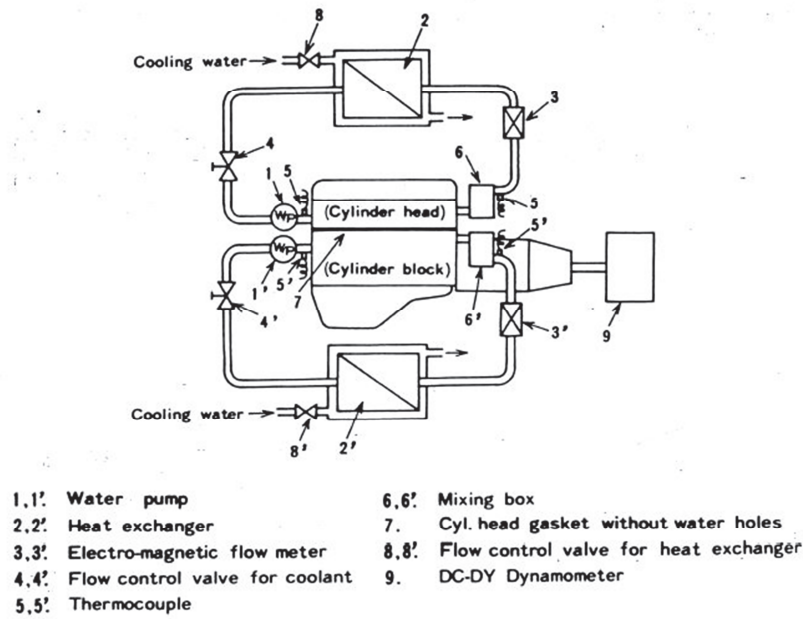 8
2
Cooling water
3
4
1
5
6
5
Wp
(Cylinder head)
5'
Wp
(Cylinder block)
1'
5'
7
6'
4'
3'
9
Cooling water
8'
2'
1,1'. Water pump
2,2'. Heat exchanger
3,3'. Electro-magnetic flow meter
4,4'. Flow control valve for coolant
5,5'. Thermocouple
6,6'. Mixing box
7. Cyl. head gasket without water holes
8,8'. Flow control valve for heat exchanger
9. DC-DY Dynamometer